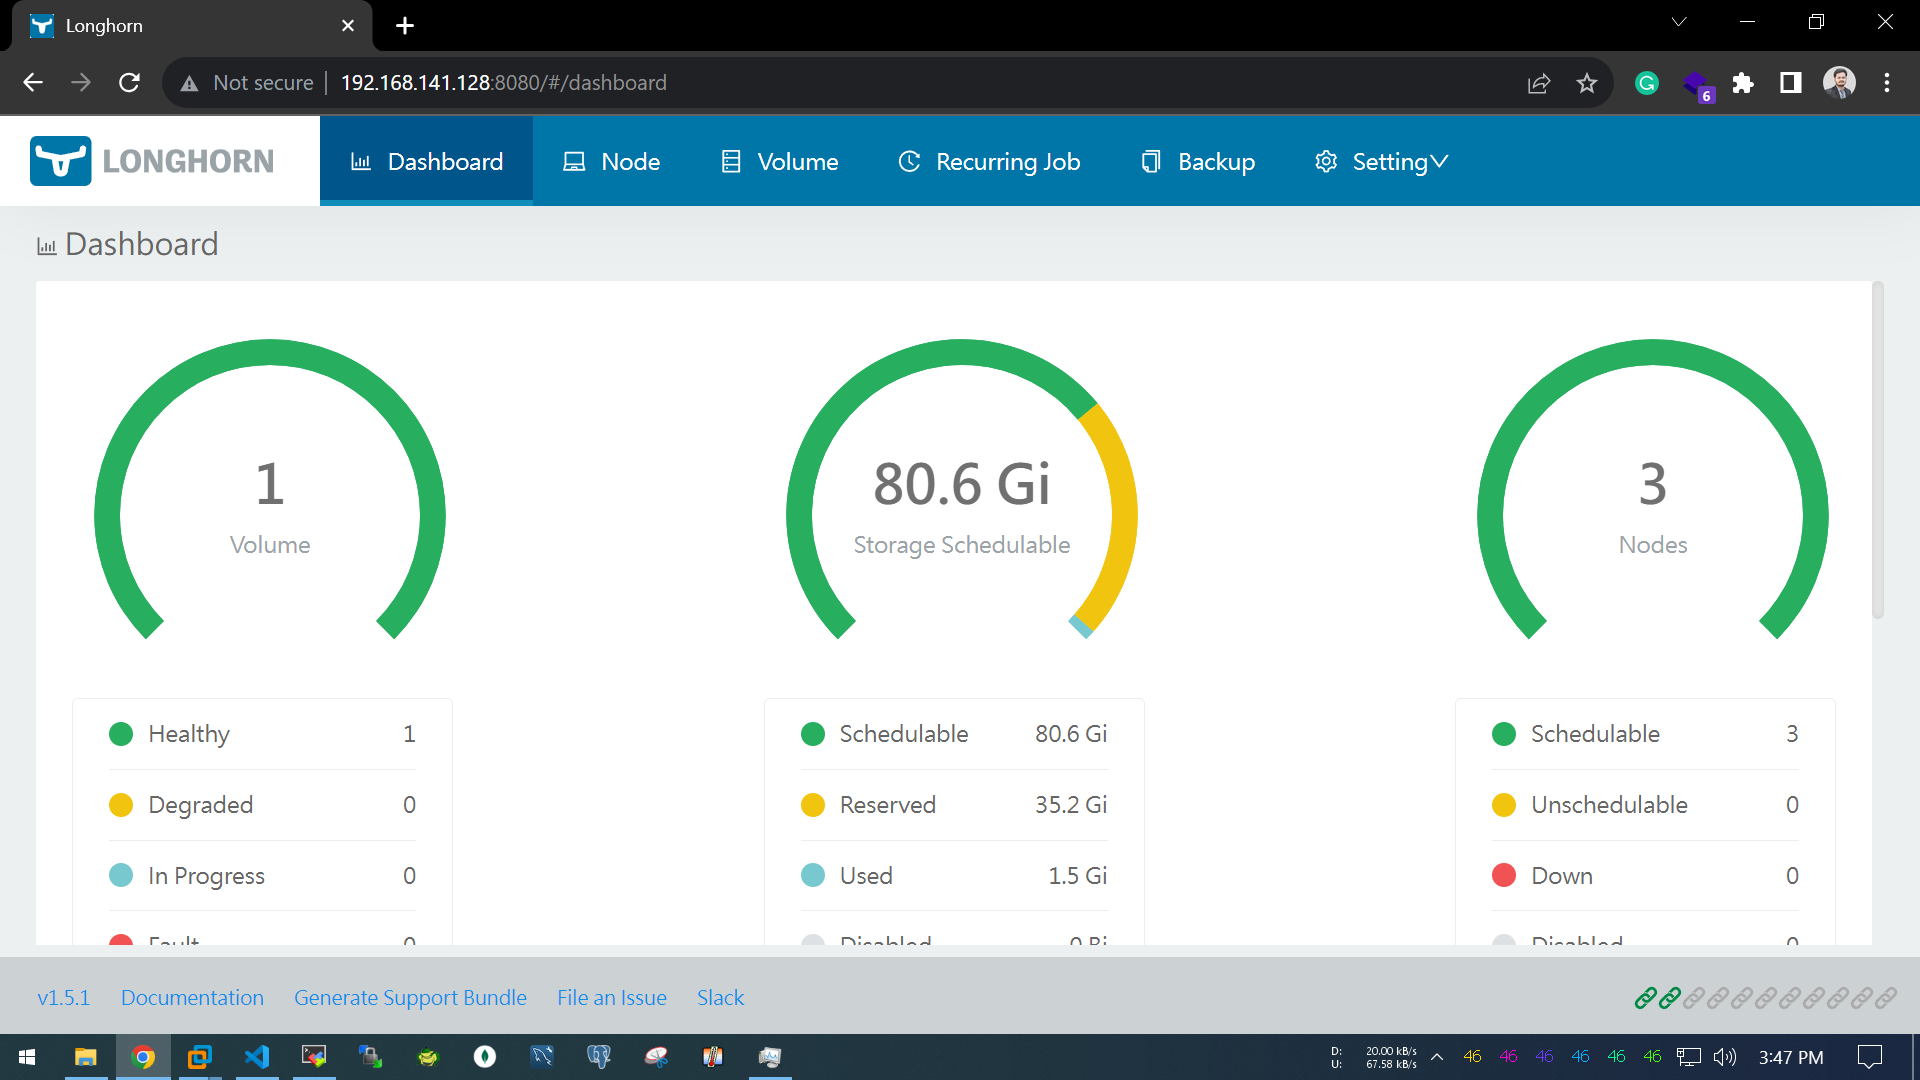 Longhorn
Not secure 192.168.141.128:8080/#/dashboard
6
LONGHORN Dashboard Node Volume Recurring Job Backup Setting
Dashboard
1
Volume
80.6 Gi
Storage Schedulable
3
Nodes
Healthy 1
Degraded 0
In Progress 0
Fault 0
Schedulable 80.6 Gi
Reserved 35.2 Gi
Used 1.5 Gi
Disabled 0 Bi
Schedulable 3
Unschedulable 0
Down 0
Disabled 0
v1.5.1 Documentation Generate Support Bundle File an Issue Slack
D: 20.00 kB/s
U: 67.58 kB/s
46 46 46 46 46 46
3:47 PM